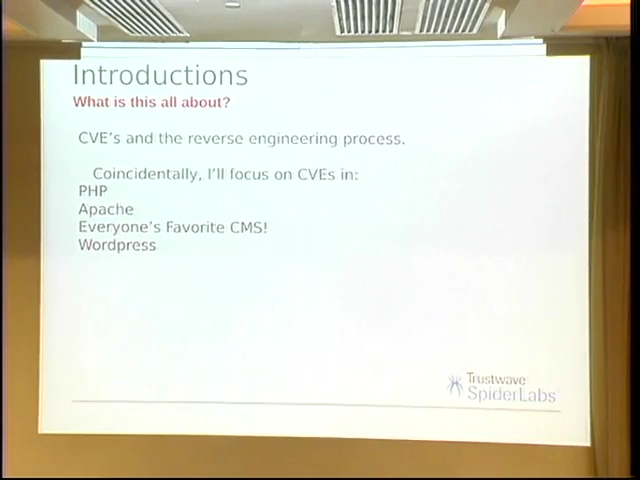 Introductions
What is this all about?
CVE's and the reverse engineering process.
Coincidentally, I'll focus on CVEs in:
PHP
Apache
Everyone's Favorite CMS!
Wordpress
Trustwave
SpiderLabs